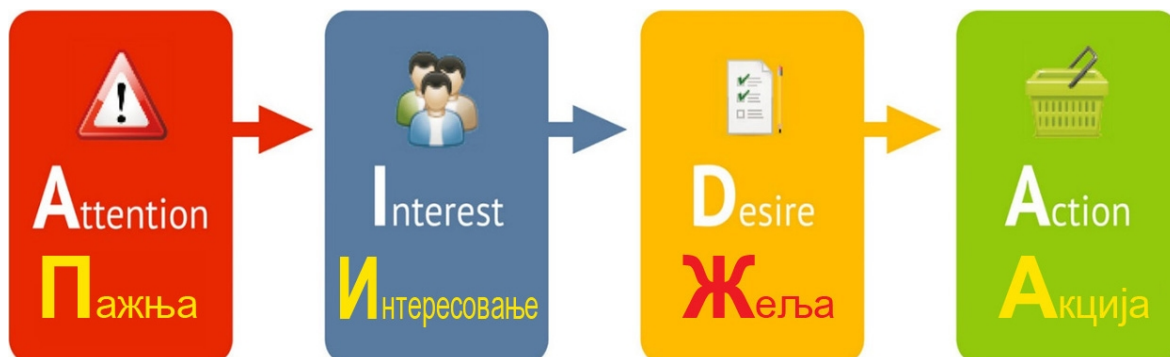 Attention
Пажња
Interest
Интересовање
Desire
Жеља
Action
Акција